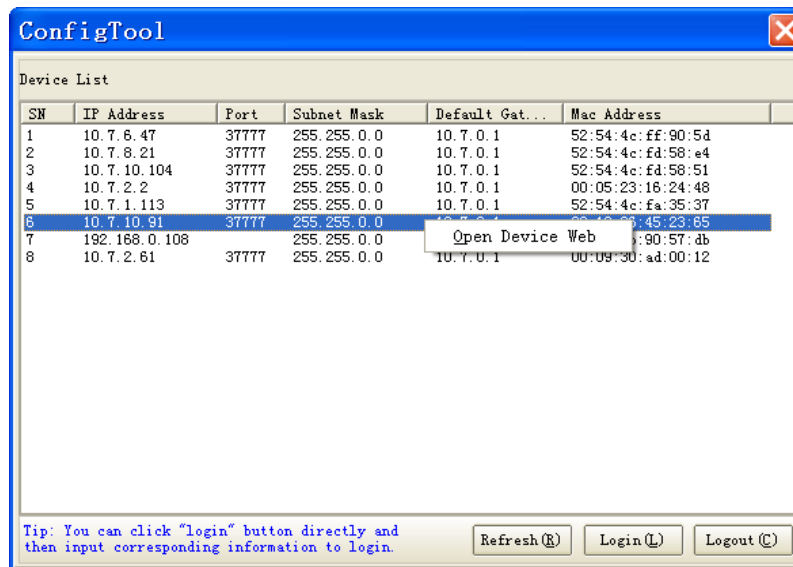 ConfigTool
Device List
SN IP Address Port Subnet Mask Default Gat... Mac Address
1 10.7.6.47 37777 255.255.0.0 10.7.0.1 52:54:4c:ff:90:5d
2 10.7.8.21 37777 255.255.0.0 10.7.0.1 52:54:4c:fd:58:e4
3 10.7.10.104 37777 255.255.0.0 10.7.0.1 52:54:4c:fd:58:51
4 10.7.2.2 37777 255.255.0.0 10.7.0.1 00:05:23:16:24:48
5 10.7.1.113 37777 255.255.0.0 10.7.0.1 52:54:4c:fa:35:37
6 10.7.10.91 37777 255.255.0.0 :45:23:65
Open Device Web
7 192.168.0.108 255.255.0.0 :90:57:db
8 10.7.2.61 37777 255.255.0.0 10.7.0.1 00:09:30:ad:00:12
Tip: You can click "login" button directly and
then input corresponding information to login.
Refresh(R) Login(L) Logout(C)